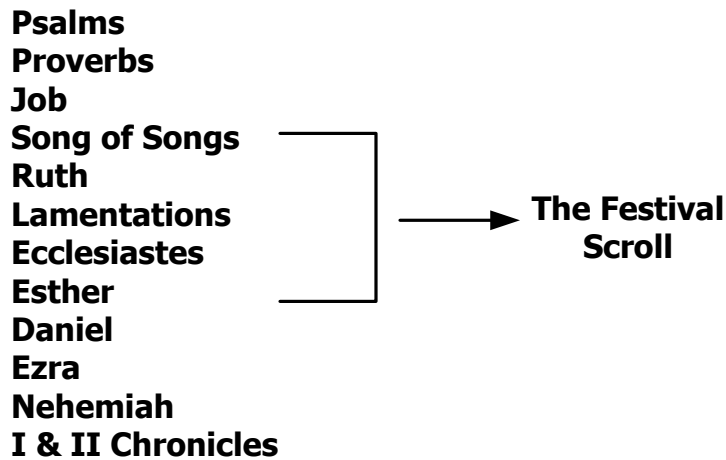 Psalms
Proverbs
Job
Song of Songs
Ruth
Lamentations
Ecclesiastes
Esther
Daniel
Ezra
Nehemiah
I & II Chronicles
The Festival
Scroll